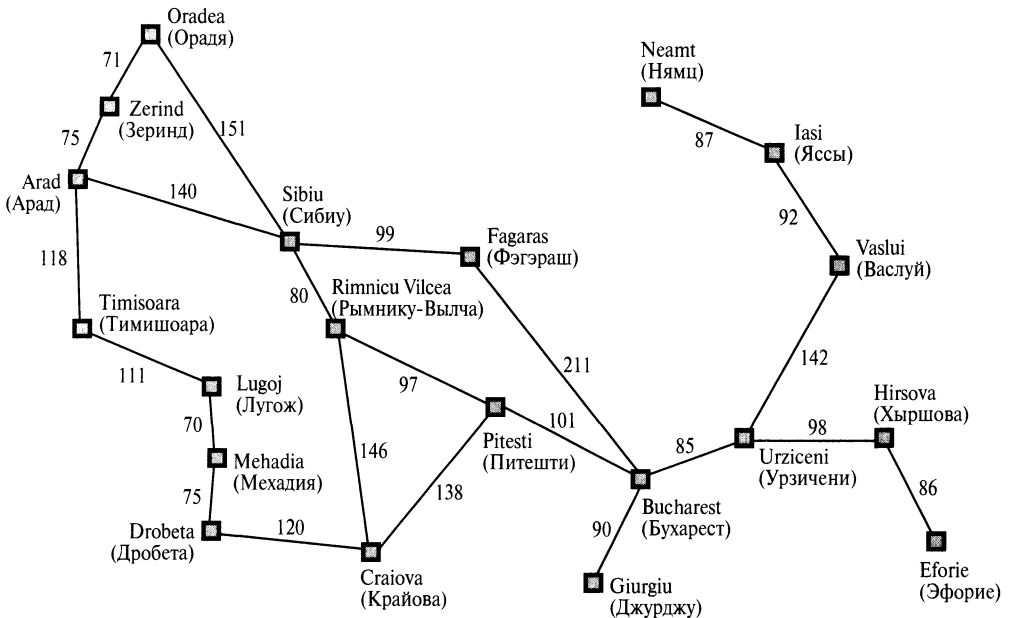 Oradea
(Орадя)
71
Zerind
(Зеринд)
151
75
Arad
(Арад)
140
Sibiu
(Сибиу)
99
Fagaras
(Фэгэраш)
118
80
Rimnicu Vilcea
(Рымнику-Вылча)
Timisoara
(Тимишоара)
111
Lugoj
(Лугож)
97
211
70
Mehadia
(Мехадия)
146
Pitesti
(Питешти)
101
75
138
Drobeta
(Дробета)
120
Craiova
(Крайова)
Neamt
(Нямц)
87
Iasi
(Яссы)
92
Vaslui
(Васлуй)
142
Hirsova
(Хыршова)
98
85
Urziceni
(Урзичени)
Bucharest
(Бухарест)
86
90
Giurgiu
(Джурджу)
Eforie
(Эфорие)